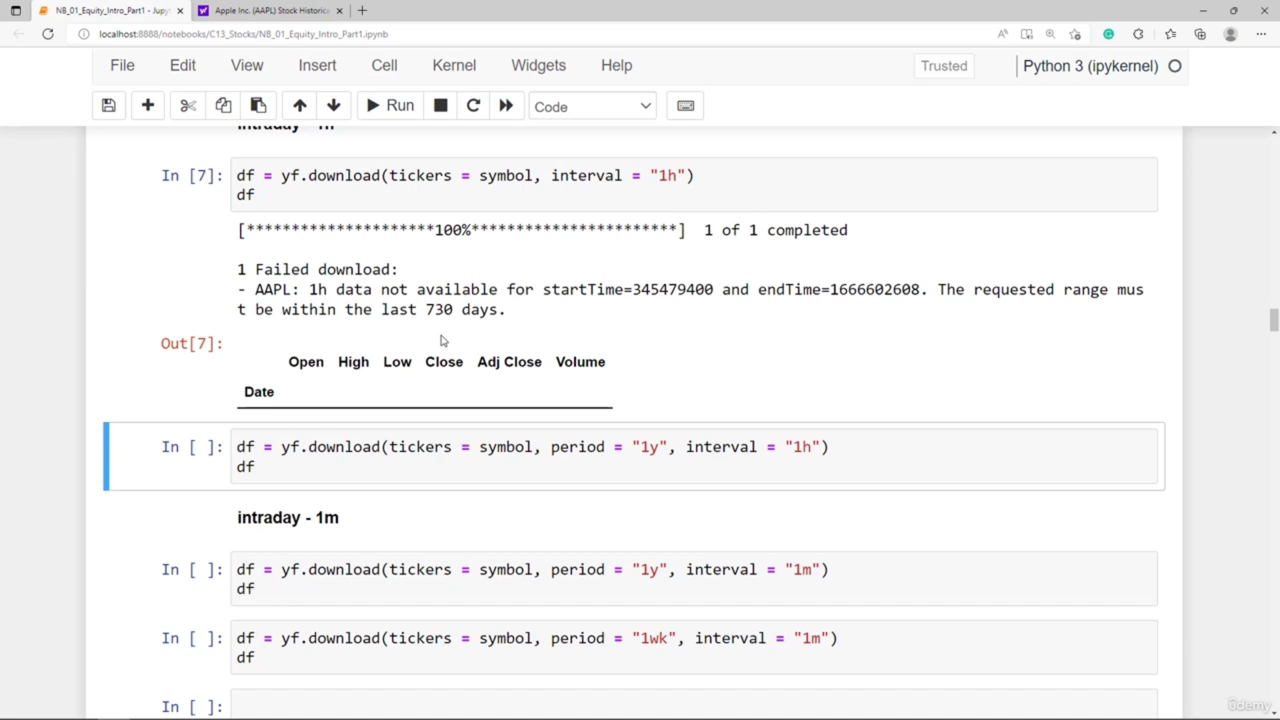 NB_01_Equity_Intro_Part1 - Jupy
Apple Inc. (AAPL) Stock Historica
localhost:8888/notebooks/C13_Stocks/NB_01_Equity_Intro_Part1.ipynb
File Edit View Insert Cell Kernel Widgets Help Trusted Python 3 (ipykernel)
Run Code
In [7]: df = yf.download(tickers = symbol, interval = "1h")
df
[*********************100%***********************] 1 of 1 completed
1 Failed download:
- AAPL: 1h data not available for startTime=345479400 and endTime=1666602608. The requested range mus
t be within the last 730 days.
Out[7]:
Open High Low Close Adj Close Volume
Date
In [ ]: df = yf.download(tickers = symbol, period = "1y", interval = "1h")
df
intraday - 1m
In [ ]: df = yf.download(tickers = symbol, period = "1y", interval = "1m")
df
In [ ]: df = yf.download(tickers = symbol, period = "1wk", interval = "1m")
df
In [ ]:
ûdemy